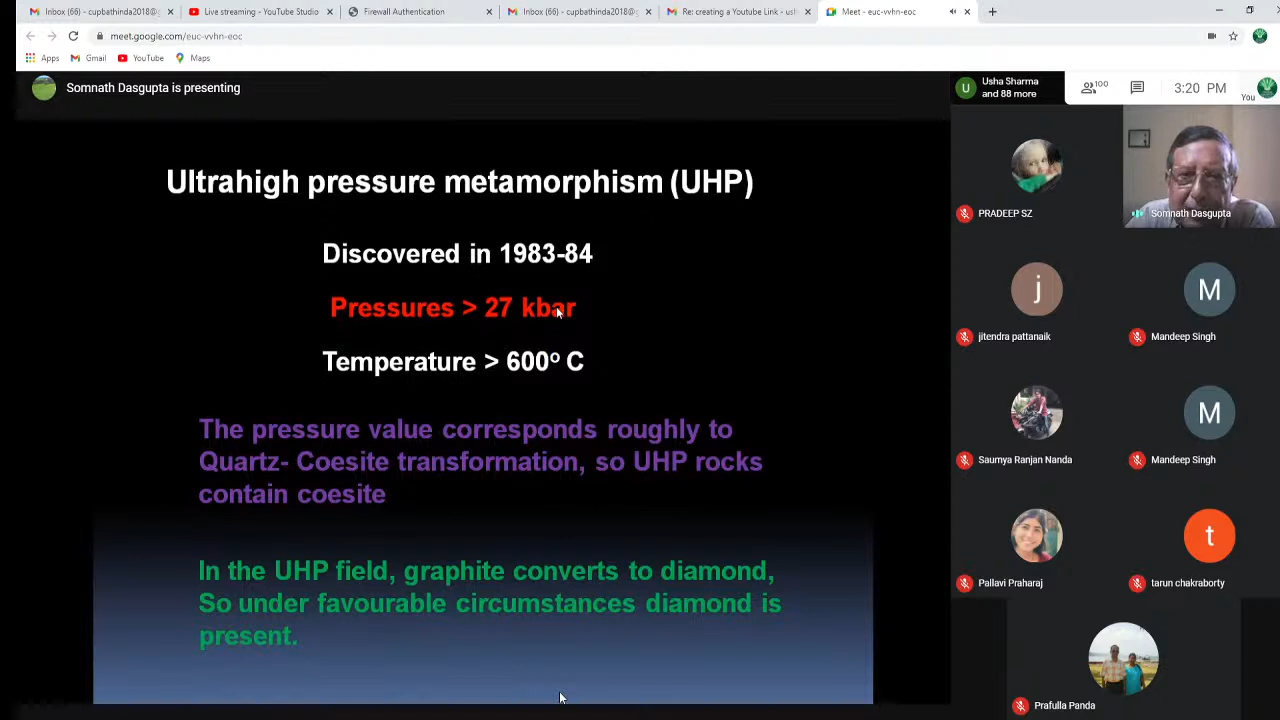 Inbox (66) - cupbathinda2018@g
Live streaming - YouTube Studio
Firewall Authentication
Inbox (66) - cupbathinda2018@g
Re: creating a Youtube Link - ush
Meet - euc-vvhn-eoc
meet.google.com/euc-vvhn-eoc
Apps Gmail YouTube Maps
Somnath Dasgupta is presenting
U Usha Sharma
and 88 more
100
3:20 PM
You
Ultrahigh pressure metamorphism (UHP)
Discovered in 1983-84
Pressures > 27 kbar
Temperature > 600º C
The pressure value corresponds roughly to
Quartz- Coesite transformation, so UHP rocks
contain coesite
In the UHP field, graphite converts to diamond,
So under favourable circumstances diamond is
present.
PRADEEP SZ
Somnath Dasgupta
j
M
jitendra pattanaik
Mandeep Singh
M
Saumya Ranjan Nanda
Mandeep Singh
t
Pallavi Praharaj
tarun chakraborty
Prafulla Panda